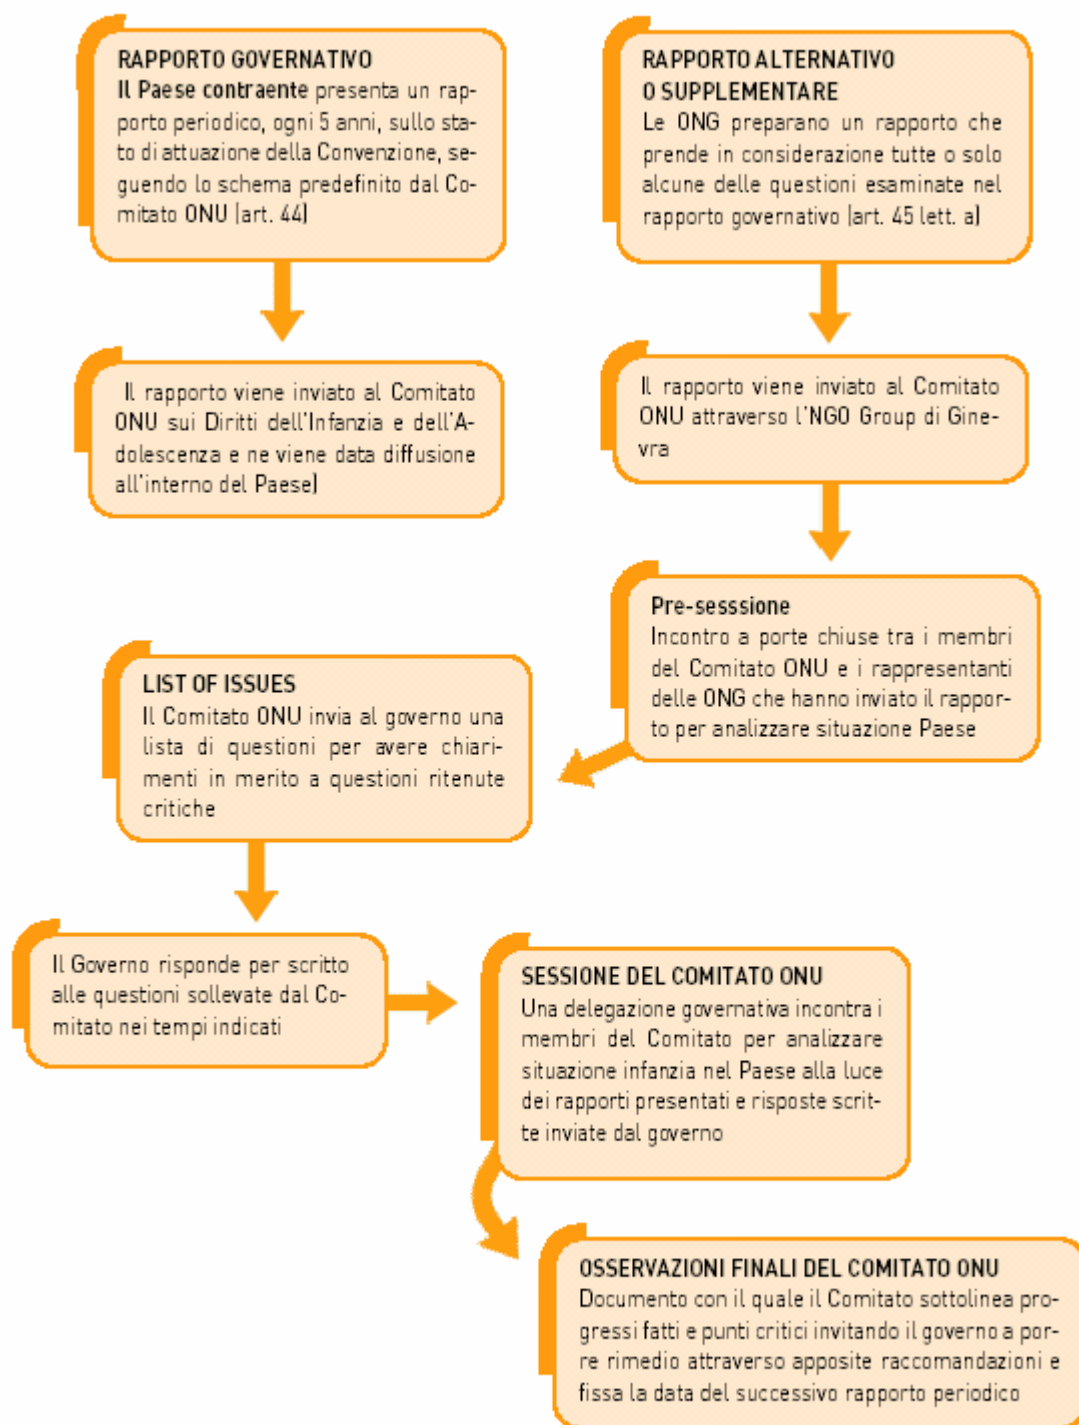 RAPPORTO GOVERNATIVO
Il Paese contraente presenta un rap-
porto periodico, ogni 5 anni, sullo sta-
to di attuazione della Convenzione, se-
guendo lo schema predefinito dal Co-
mitato ONU (art. 44)
RAPPORTO ALTERNATIVO
O SUPPLEMENTARE
Le ONG preparano un rapporto che
prende in considerazione tutte o solo
alcune delle questioni esaminate nel
rapporto governativo (art. 45 lett. a)
Il rapporto viene inviato al Comitato
ONU sui Diritti dell'Infanzia e dell'A-
dolescenza e ne viene data diffusione
all'interno del Paese)
Il rapporto viene inviato al Comitato
ONU attraverso l'NGO Group di Gine-
vra
Pre-sesssione
Incontro a porte chiuse tra i membri
del Comitato ONU e i rappresentanti
delle ONG che hanno inviato il rappor-
to per analizzare situazione Paese
LIST OF ISSUES
Il Comitato ONU invia al governo una
lista di questioni per avere chiari-
menti in merito a questioni ritenute
critiche
Il Governo risponde per scritto
alle questioni sollevate dal Co-
mitato nei tempi indicati
SESSIONE DEL COMITATO ONU
Una delegazione governativa incontra i
membri del Comitato per analizzare
situazione infanzia nel Paese alla luce
dei rapporti presentati e risposte scrit-
te inviate dal governo
OSSERVAZIONI FINALI DEL COMITATO ONU
Documento con il quale il Comitato sottolinea pro-
gressi fatti e punti critici invitando il governo a por-
re rimedio attraverso apposite raccomandazioni e
fissa la data del successivo rapporto periodico